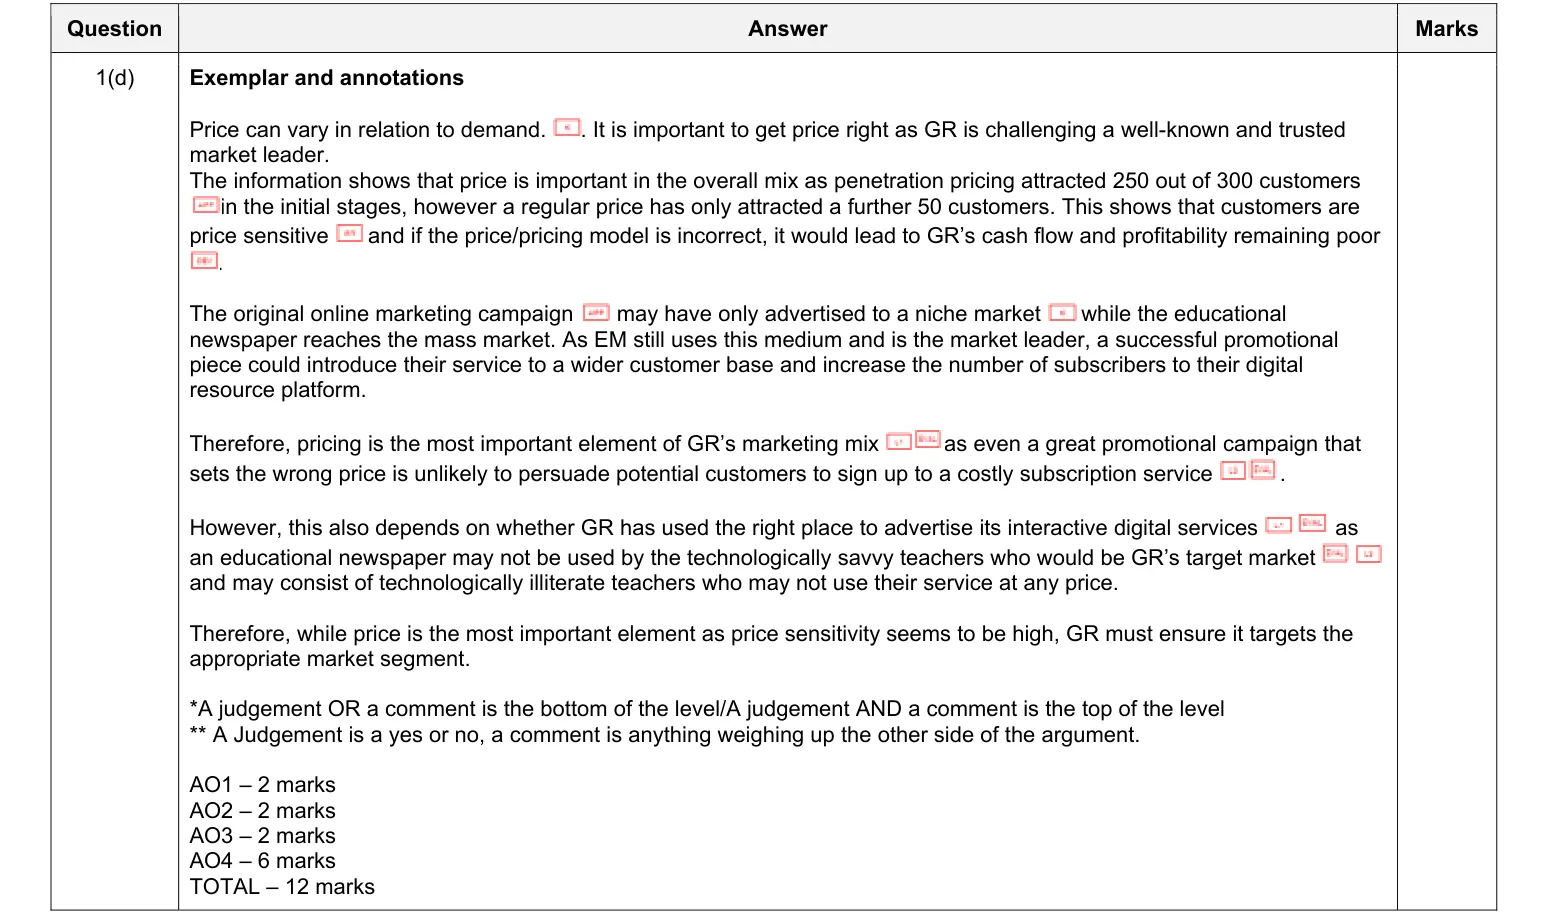 Question Answer Marks
1(d) Exemplar and annotations
Price can vary in relation to demand. . It is important to get price right as GR is challenging a well-known and trusted
market leader.
The information shows that price is important in the overall mix as penetration pricing attracted 250 out of 300 customers
APP in the initial stages, however a regular price has only attracted a further 50 customers. This shows that customers are
price sensitive AN and if the price/pricing model is incorrect, it would lead to GR’s cash flow and profitability remaining poor
DEV.
The original online marketing campaign APP may have only advertised to a niche market while the educational
newspaper reaches the mass market. As EM still uses this medium and is the market leader, a successful promotional
piece could introduce their service to a wider customer base and increase the number of subscribers to their digital
resource platform.
Therefore, pricing is the most important element of GR’s marketing mix EVAL as even a great promotional campaign that
sets the wrong price is unlikely to persuade potential customers to sign up to a costly subscription service EVAL .
However, this also depends on whether GR has used the right place to advertise its interactive digital services EVAL as
an educational newspaper may not be used by the technologically savvy teachers who would be GR’s target market EVAL
and may consist of technologically illiterate teachers who may not use their service at any price.
Therefore, while price is the most important element as price sensitivity seems to be high, GR must ensure it targets the
appropriate market segment.
*A judgement OR a comment is the bottom of the level/A judgement AND a comment is the top of the level
** A Judgement is a yes or no, a comment is anything weighing up the other side of the argument.
AO1 – 2 marks
AO2 – 2 marks
AO3 – 2 marks
AO4 – 6 marks
TOTAL – 12 marks